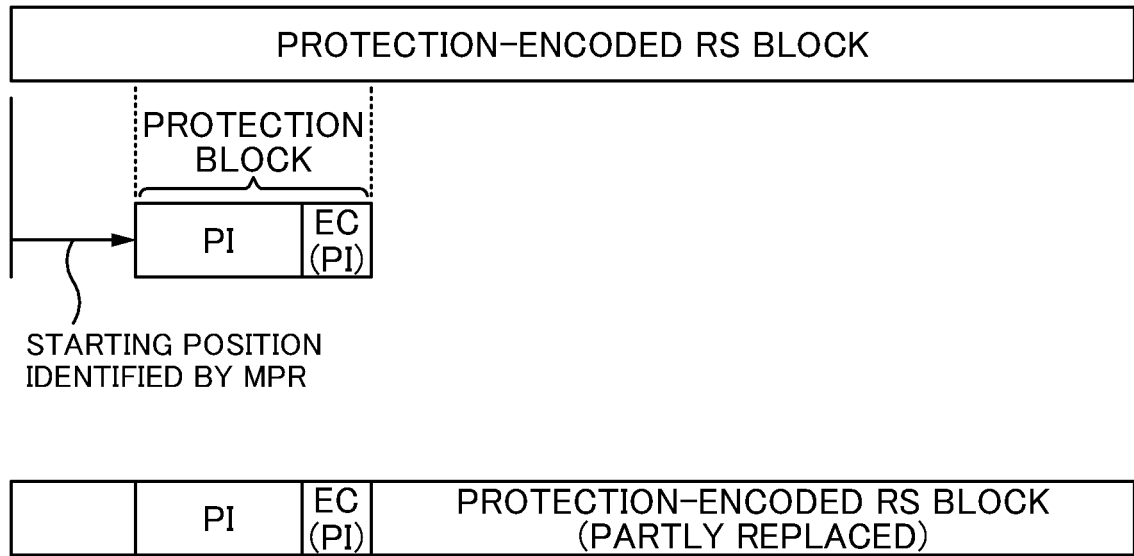 PROTECTION-ENCODED RS BLOCK
PROTECTION
BLOCK
PI
EC
(PI)
STARTING POSITION
IDENTIFIED BY MPR
PI
EC
(PI)
PROTECTION-ENCODED RS BLOCK
(PARTLY REPLACED)